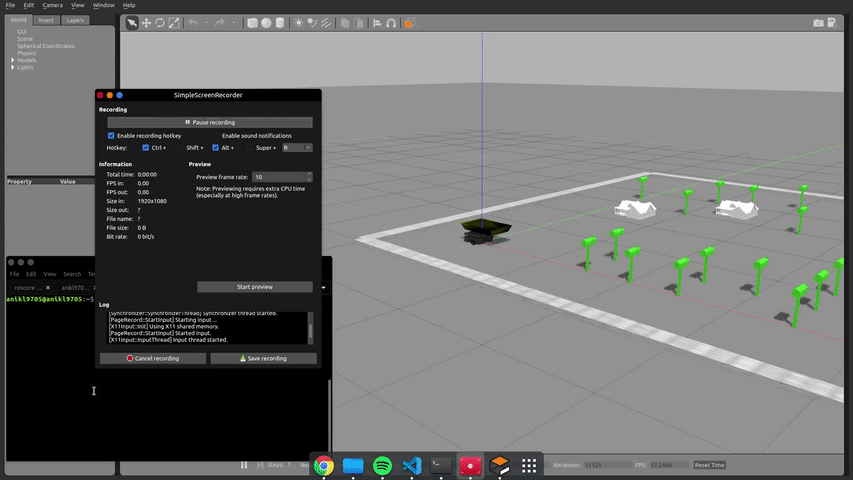 File Edit Camera View Window Help
World Insert Layers
GUI
Scene
Spherical Coordinates
Physics
Models
Lights
Property Value
SimpleScreenRecorder
Recording
Pause recording
Enable recording hotkey Enable sound notifications
Hotkey: Ctrl + Shift + Alt + Super + R
Information
Total time: 0:00:00
FPS in: 0.00
FPS out: 0.00
Size in: 1920x1080
Size out: ?
File name: ?
File size: 0 B
Bit rate: 0 bit/s
Preview
Preview frame rate: 10
Note: Previewing requires extra CPU time
(especially at high frame rates).
Start preview
Log
[Synchronizer::SynchronizerThread] Synchronizer thread started.
[PageRecord::StartInput] Starting input ...
[X11Input::Init] Using X11 shared memory.
[PageRecord::StartInput] Started input.
[X11Input::InputThread] Input thread started.
Cancel recording Save recording
File Edit View Search
roscore ... anikl970...
anikl9705@anikl9705:~$
Steps: 1
Iterations: FPS: Reset Time